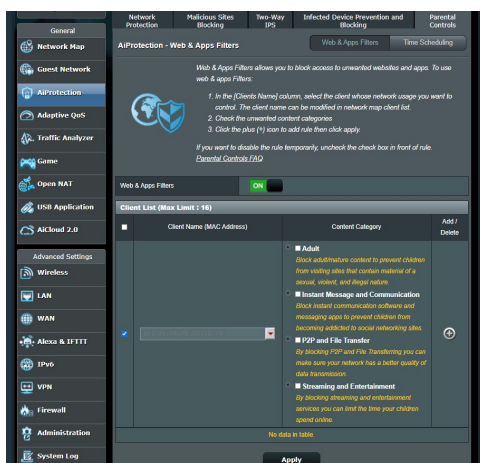 General
Network Map
Guest Network
AiProtection
Adaptive QoS
Traffic Analyzer
Game
Open NAT
USB Application
AiCloud 2.0
Advanced Settings
Wireless
LAN
WAN
Alexa & IFTTT
IPv6
VPN
Firewall
Administration
System Log
Network Protection
Malicious Sites Blocking
Two-Way IPS
Infected Device Prevention and Blocking
Parental Controls
AiProtection - Web & Apps Filters
Web & Apps Filters
Time Scheduling
Web & Apps Filters allows you to block access to unwanted websites and apps. To use
web & apps Filters:
1. In the [Clients Name] column, select the client whose network usage you want to
control. The client name can be modified in network map client list.
2. Check the unwanted content categories
3. Click the plus (+) icon to add rule then click apply.
If you want to disable the rule temporarily, uncheck the check box in front of rule.
Parental Controls FAQ
Web & Apps Filters
ON
Client List (Max Limit : 16)
Client Name (MAC Address)
Content Category
Add /
Delete
Adult
Block adult/mature content to prevent children
from visiting sites that contain material of a
sexual, violent, and illegal nature.
Instant Message and Communication
Block instant communication software and
messaging apps to prevent children from
becoming addicted to social networking sites.
P2P and File Transfer
By blocking P2P and File Transferring you can
make sure your network has a better quality of
data transmission.
Streaming and Entertainment
By blocking streaming and entertainment
services you can limit the time your children
spend online.
No data in table.
Apply